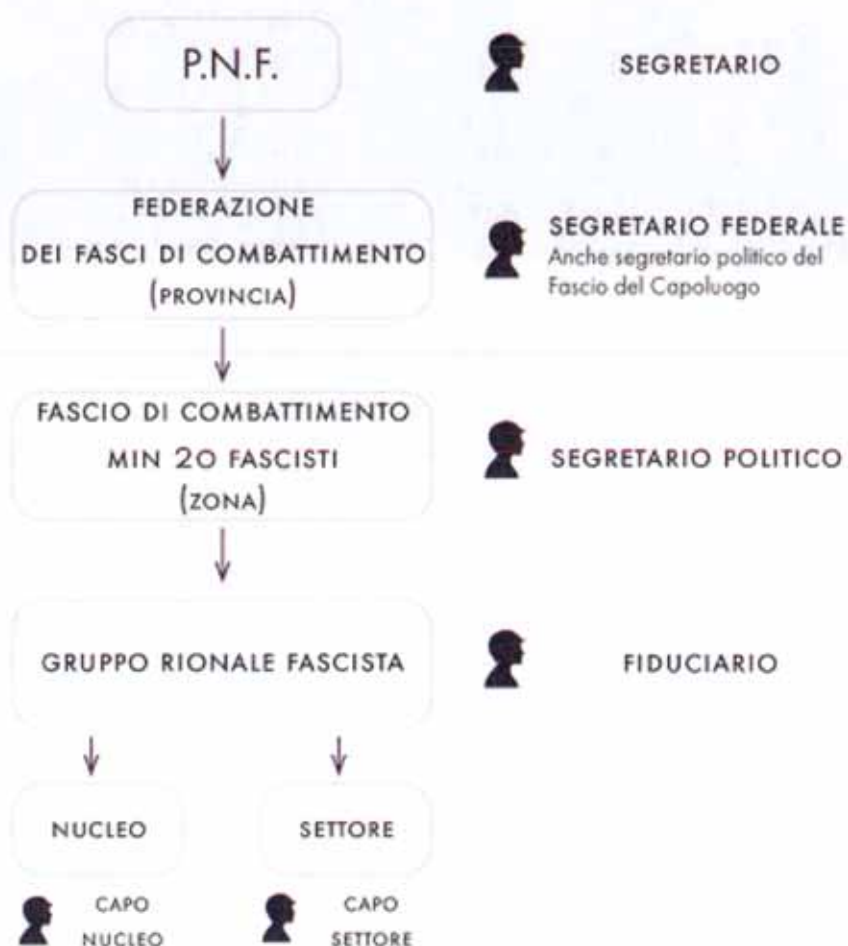 P.N.F.
SEGRETARIO
FEDERAZIONE
DEI FASCI DI COMBATTIMENTO
(PROVINCIA)
SEGRETARIO FEDERALE
Anche segretario politico del
Fascio del Capoluogo
FASCIO DI COMBATTIMENTO
MIN 20 FASCISTI
(ZONA)
SEGRETARIO POLITICO
GRUPPO RIONALE FASCISTA
FIDUCIARIO
NUCLEO
SETTORE
CAPO
NUCLEO
CAPO
SETTORE